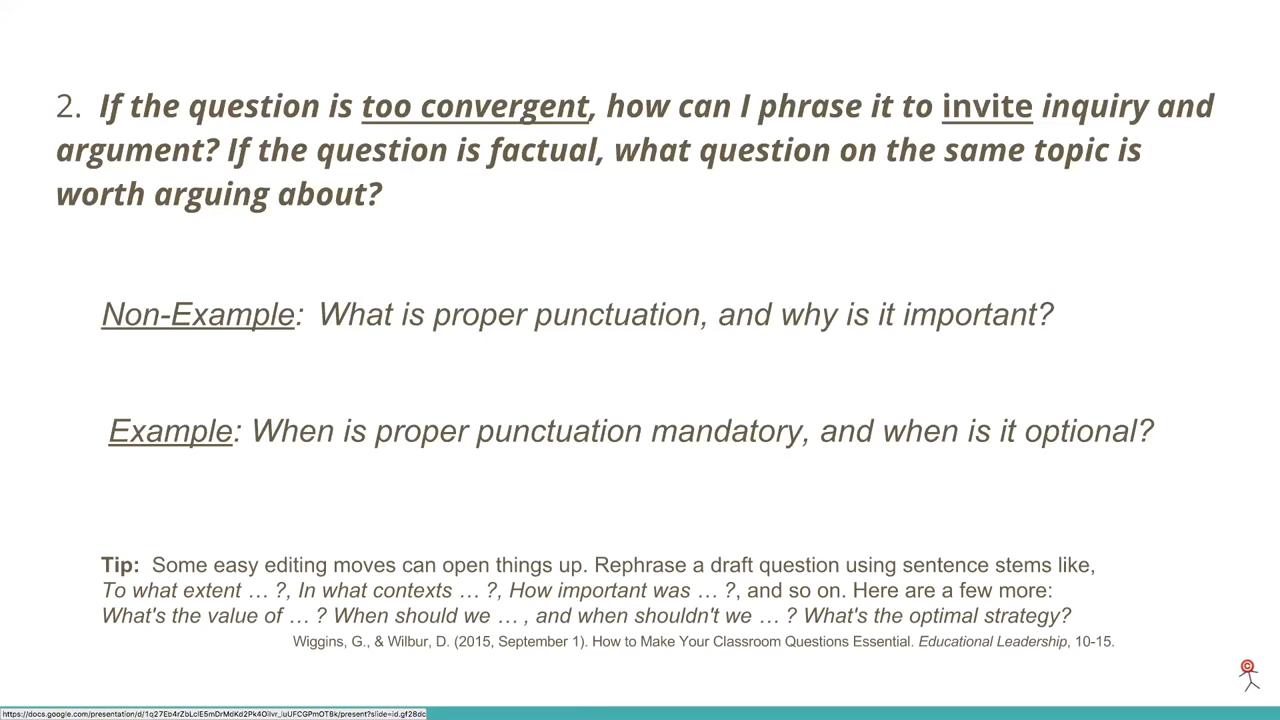 2. If the question is too convergent, how can I phrase it to invite inquiry and
argument? If the question is factual, what question on the same topic is
worth arguing about?
Non-Example: What is proper punctuation, and why is it important?
Example: When is proper punctuation mandatory, and when is it optional?
Tip: Some easy editing moves can open things up. Rephrase a draft question using sentence stems like,
To what extent … ?, In what contexts … ?, How important was … ?, and so on. Here are a few more:
What's the value of … ? When should we … , and when shouldn't we … ? What's the optimal strategy?
Wiggins, G., & Wilbur, D. (2015, September 1). How to Make Your Classroom Questions Essential. Educational Leadership, 10-15.